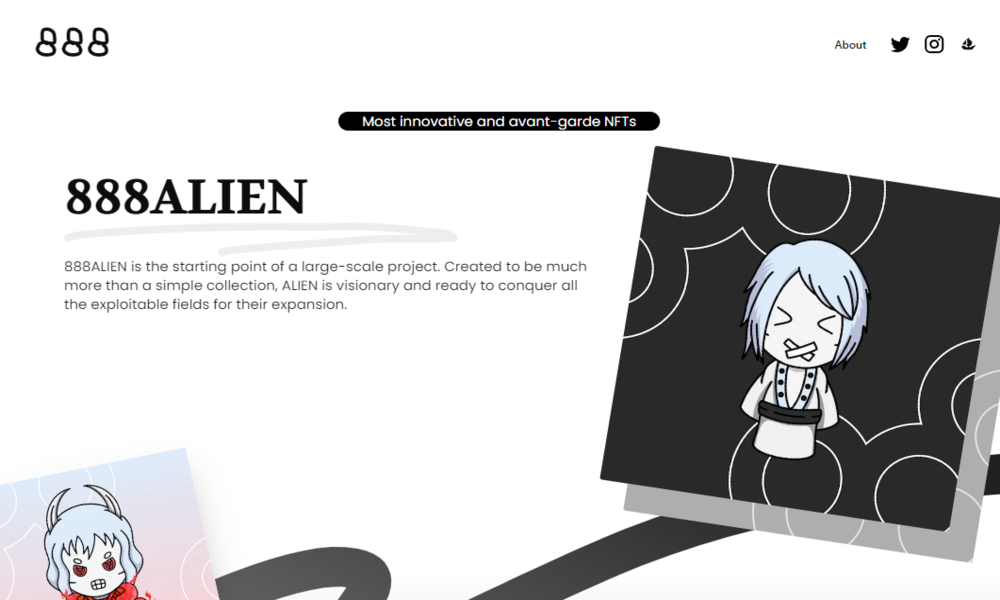 888
About
Most innovative and avant-garde NFTs
888ALIEN
888ALIEN is the starting point of a large-scale project. Created to be much
more than a simple collection, ALIEN is visionary and ready to conquer all
the exploitable fields for their expansion.